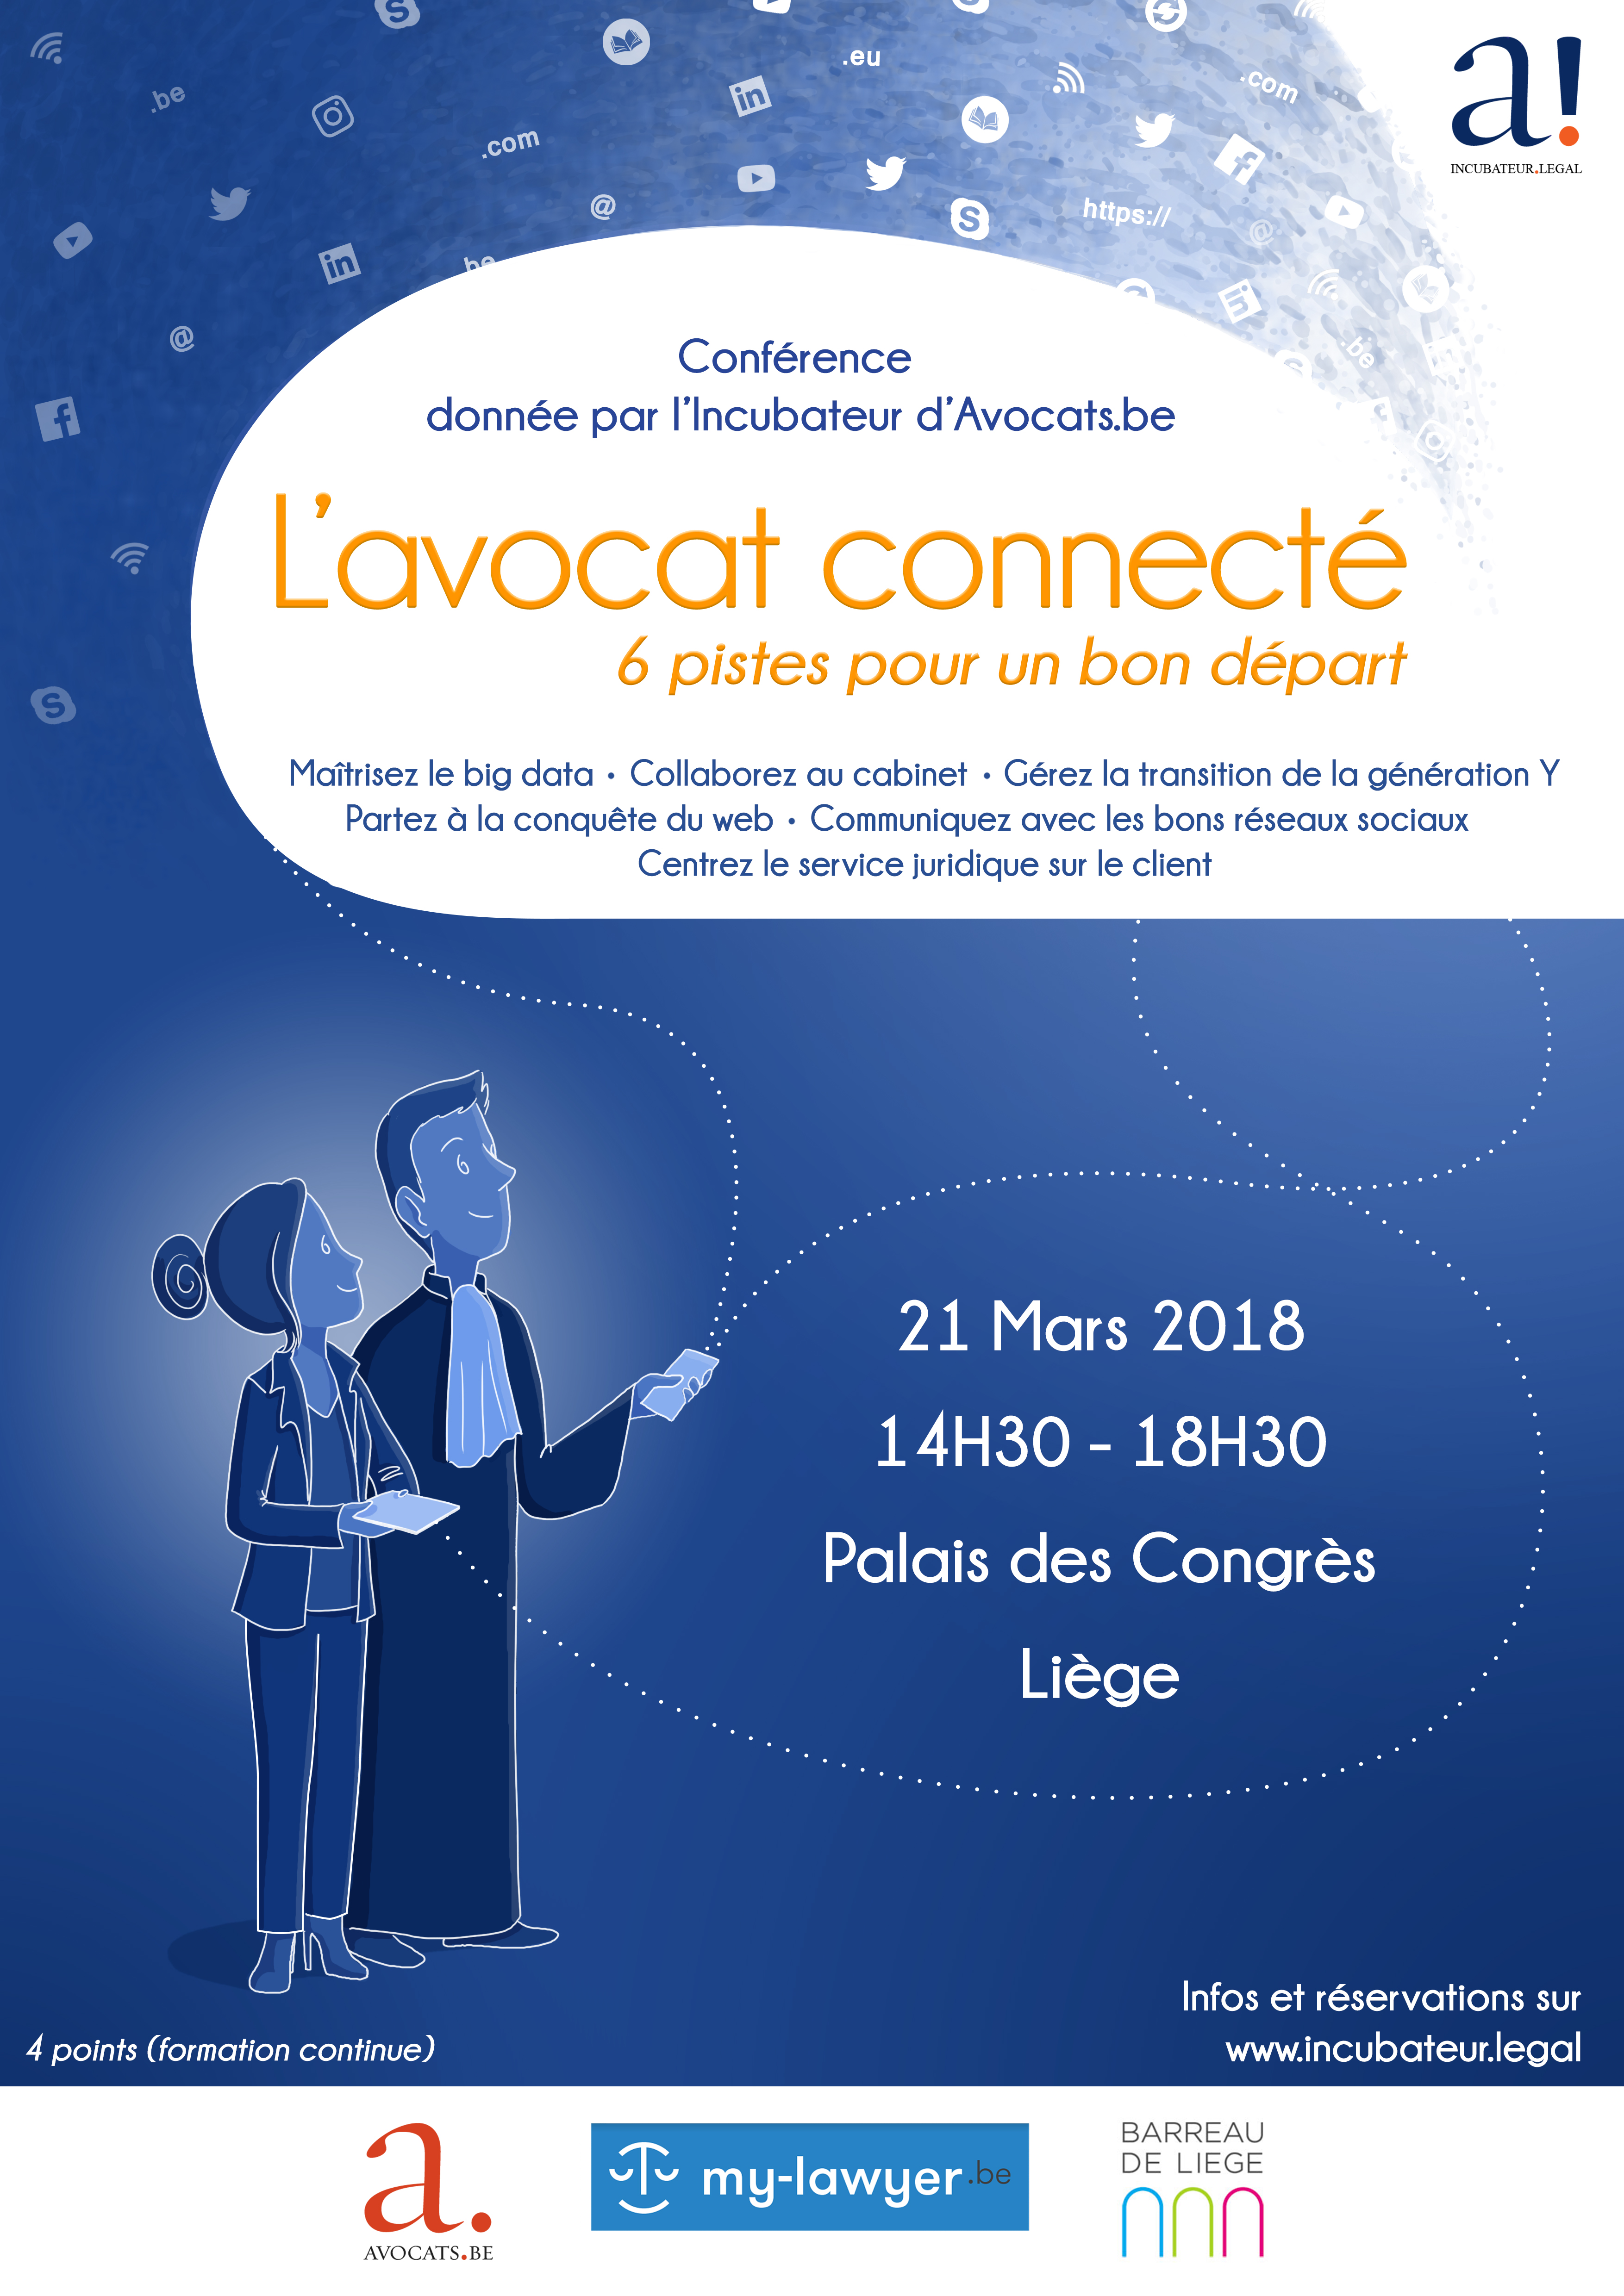 .eu
.com
.be
.com
@
https://
@
.be
@
.be
a!
INCUBATEUR.LEGAL
Conférence
donnée par l'Incubateur d'Avocats.be
L'avocat connecté
6 pistes pour un bon départ
Maîtrisez le big data • Collaborez au cabinet • Gérez la transition de la génération Y
Partez à la conquête du web • Communiquez avec les bons réseaux sociaux
Centrez le service juridique sur le client
21 Mars 2018
14H30 - 18H30
Palais des Congrès
Liège
Infos et réservations sur
www.incubateur.legal
4 points (formation continue)
a.
AVOCATS.BE
my-lawyer.be
BARREAU
DE LIEGE